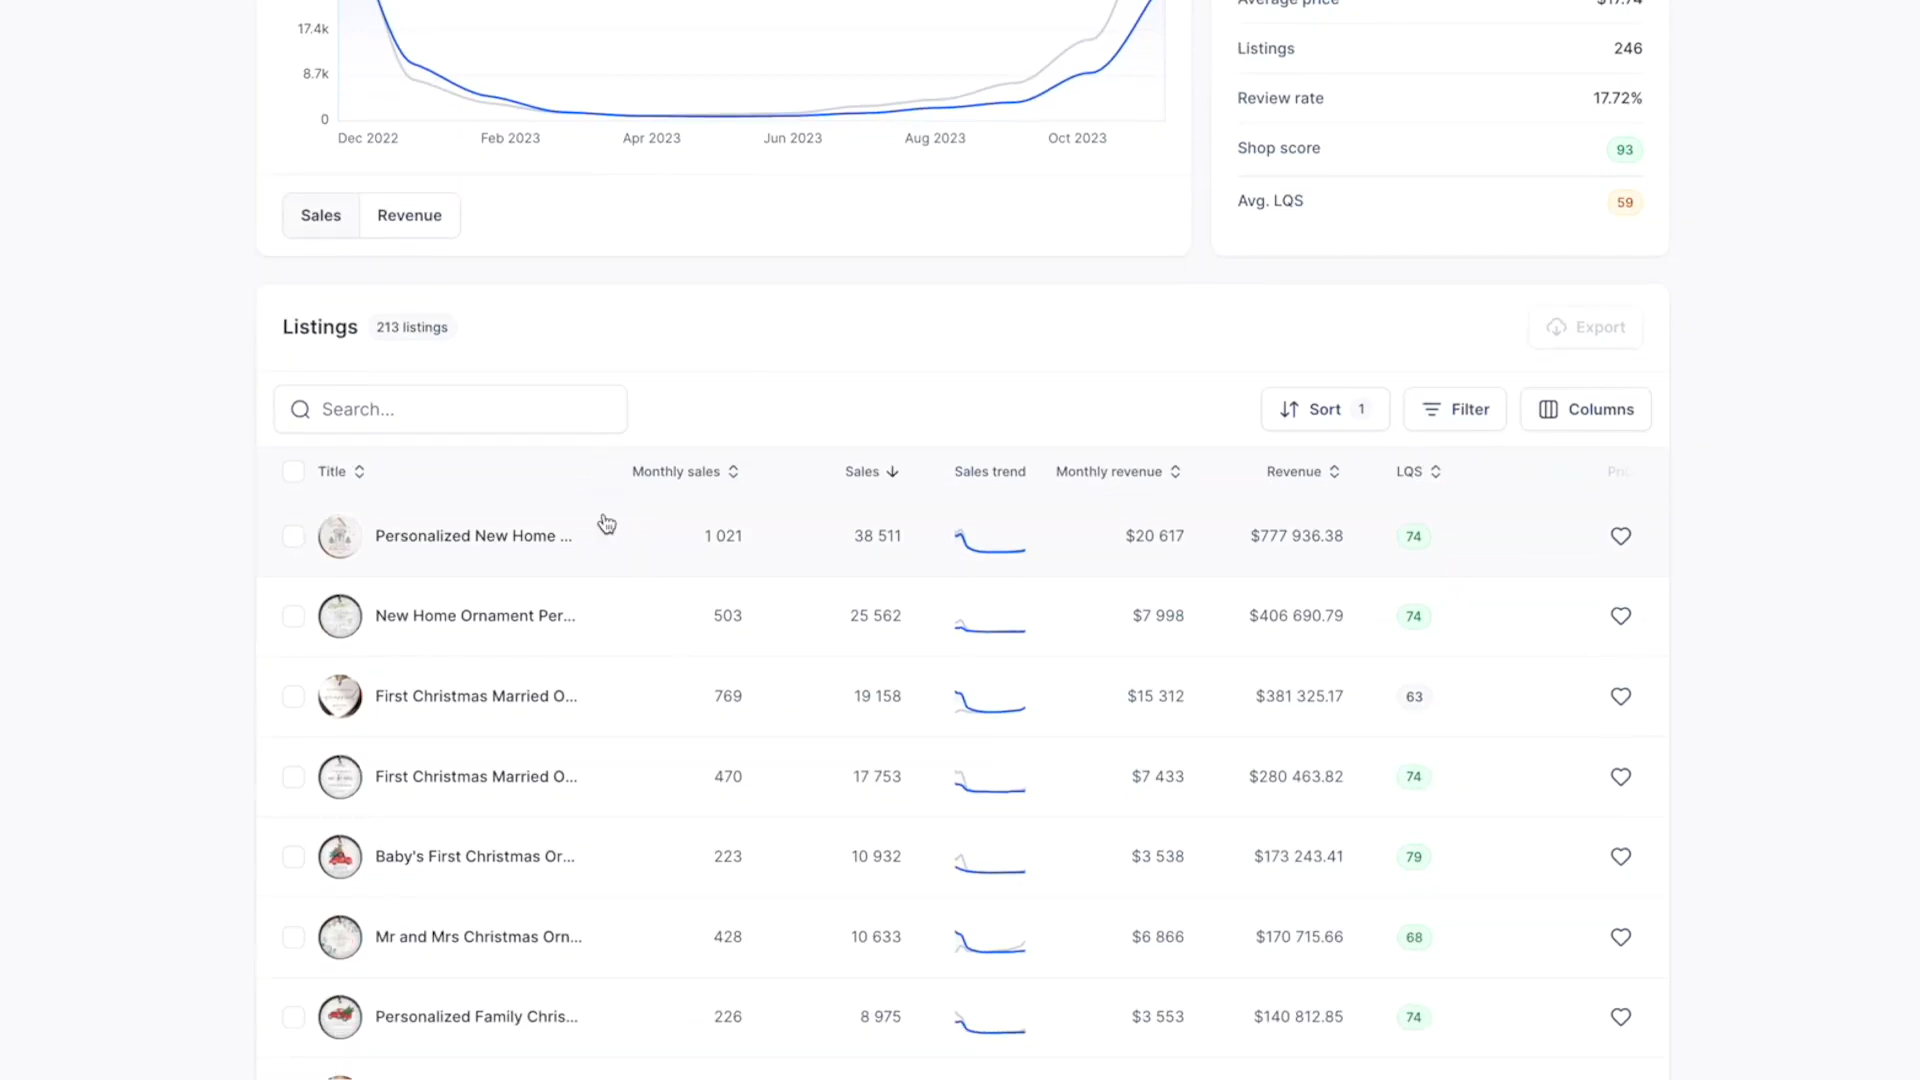 17.4k
8.7k
0
Dec 2022 Feb 2023 Apr 2023 Jun 2023 Aug 2023 Oct 2023
Sales Revenue
Average price $17.74
Listings 246
Review rate 17.72%
Shop score 93
Avg. LQS 59
Listings 213 listings
Export
Search...
Sort 1 Filter Columns
Title Monthly sales Sales Sales trend Monthly revenue Revenue LQS
Personalized New Home ... 1 021 38 511 $20 617 $777 936.38 74
New Home Ornament Per... 503 25 562 $7 998 $406 690.79 74
First Christmas Married O... 769 19 158 $15 312 $381 325.17 63
First Christmas Married O... 470 17 753 $7 433 $280 463.82 74
Baby's First Christmas Or... 223 10 932 $3 538 $173 243.41 79
Mr and Mrs Christmas Orn... 428 10 633 $6 866 $170 715.66 68
Personalized Family Chris... 226 8 975 $3 553 $140 812.85 74